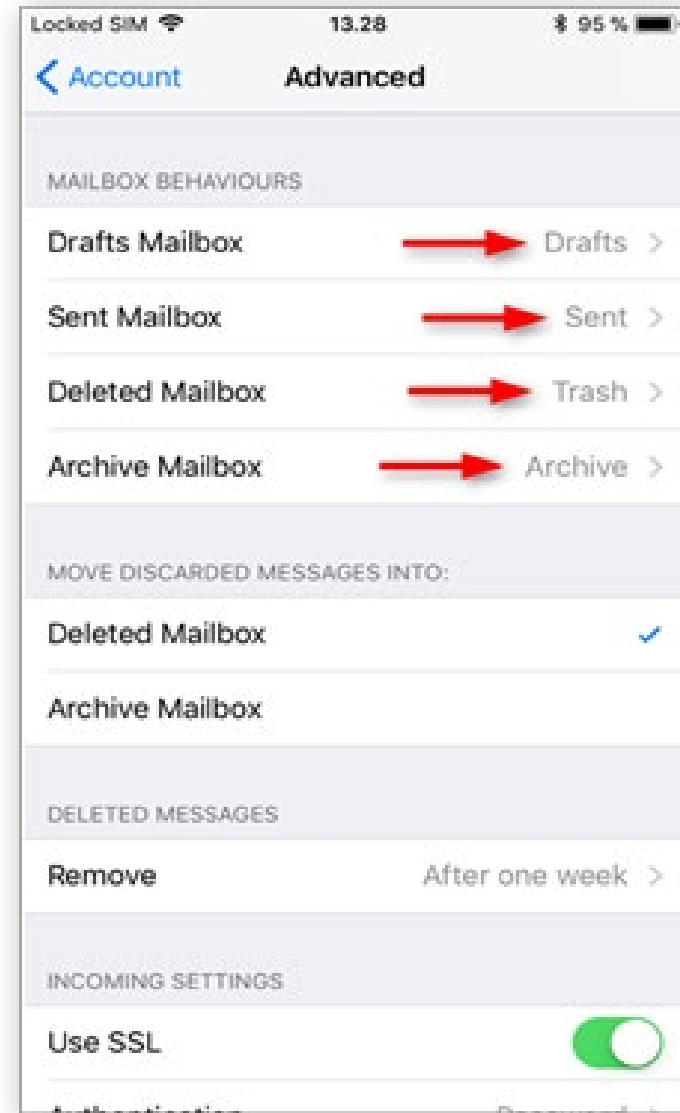 Locked SIM 13.28 95 %
Account Advanced
MAILBOX BEHAVIOURS
Drafts Mailbox Drafts
Sent Mailbox Sent
Deleted Mailbox Trash
Archive Mailbox Archive
MOVE DISCARDED MESSAGES INTO:
Deleted Mailbox
Archive Mailbox
DELETED MESSAGES
Remove After one week
INCOMING SETTINGS
Use SSL